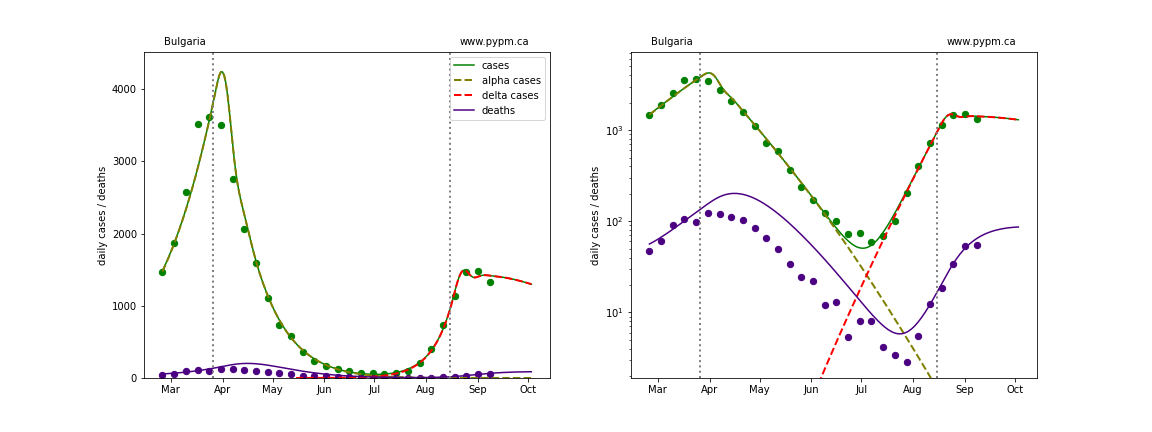 Bulgaria
www.pypm.ca
cases
alpha cases
delta cases
deaths
daily cases / deaths
4000
3000
2000
1000
0
Mar Apr May Jun Jul Aug Sep Oct
Bulgaria
www.pypm.ca
daily cases / deaths
10³
10²
10¹
Mar Apr May Jun Jul Aug Sep Oct